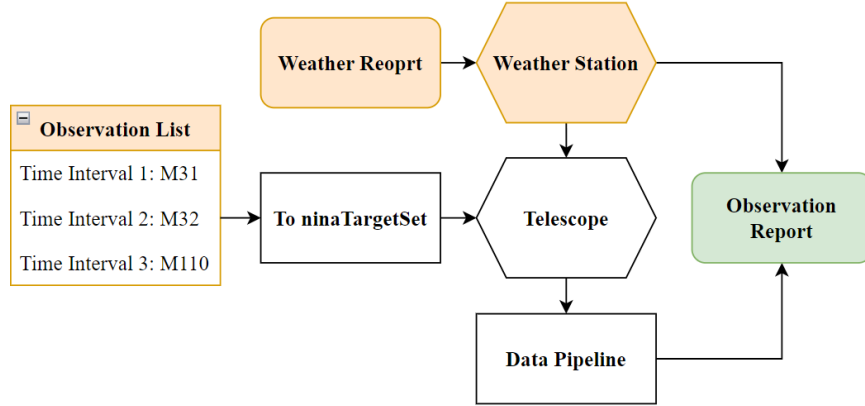 Weather Reoprt
Weather Station
Observation List
Time Interval 1: M31
Time Interval 2: M32
Time Interval 3: M110
To ninaTargetSet
Telescope
Observation
Report
Data Pipeline